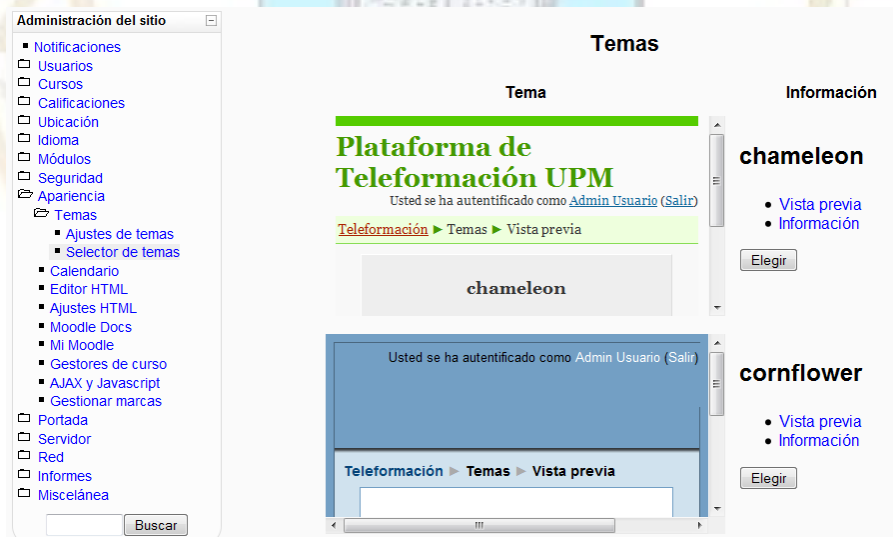 Administración del sitio
Notificaciones
Usuarios
Cursos
Calificaciones
Ubicación
Idioma
Módulos
Seguridad
Apariencia
Temas
Ajustes de temas
Selector de temas
Calendario
Editor HTML
Ajustes HTML
Moodle Docs
Mi Moodle
Gestores de curso
AJAX y Javascript
Gestionar marcas
Portada
Servidor
Red
Informes
Miscelánea
Buscar
Temas
Tema
Información
Plataforma de
Teleformación UPM
Usted se ha autentificado como Admin Usuario (Salir)
Teleformación ► Temas ► Vista previa
chameleon
chameleon
• Vista previa
• Información
Elegir
Usted se ha autentificado como Admin Usuario (Salir)
Teleformación ► Temas ► Vista previa
cornflower
• Vista previa
• Información
Elegir